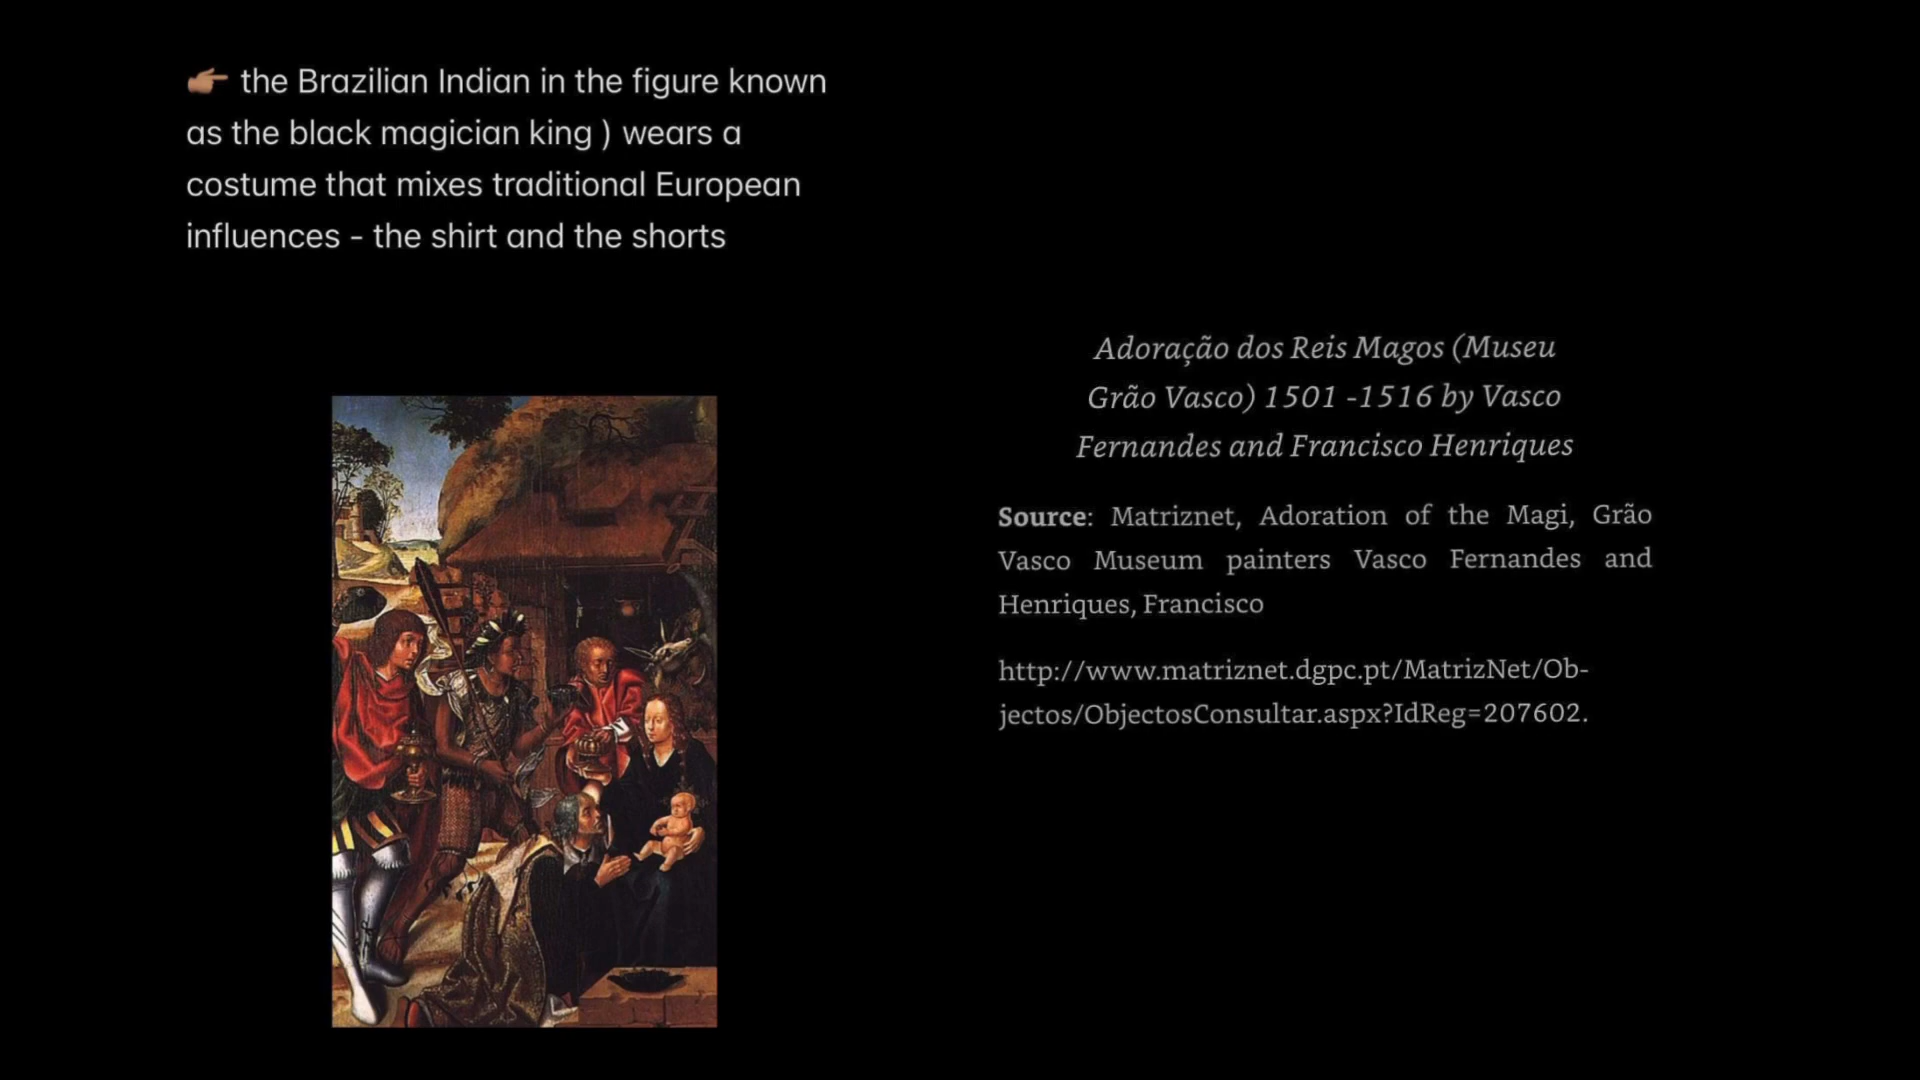 👉🏽 the Brazilian Indian in the figure known
as the black magician king ) wears a
costume that mixes traditional European
influences - the shirt and the shorts
Adoração dos Reis Magos (Museu
Grão Vasco) 1501 -1516 by Vasco
Fernandes and Francisco Henriques
Source: Matriznet, Adoration of the Magi, Grão
Vasco Museum painters Vasco Fernandes and
Henriques, Francisco
http://www.matriznet.dgpc.pt/MatrizNet/Ob-
jectos/ObjectosConsultar.aspx?IdReg=207602.